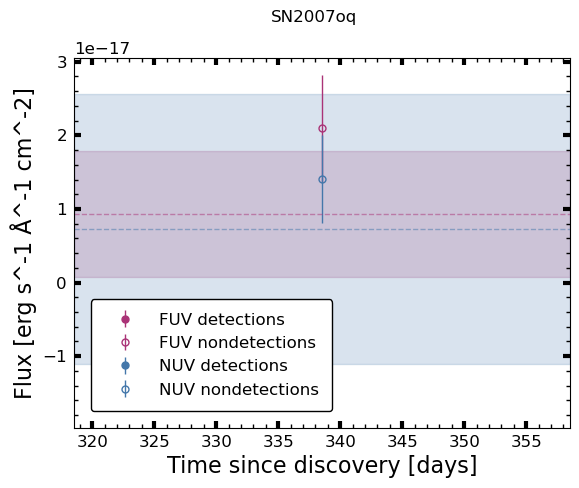 SN2007oq
1e−17
3
2
1
0
−1
Flux [erg s^-1 Å^-1 cm^-2]
FUV detections
FUV nondetections
NUV detections
NUV nondetections
320 325 330 335 340 345 350 355
Time since discovery [days]